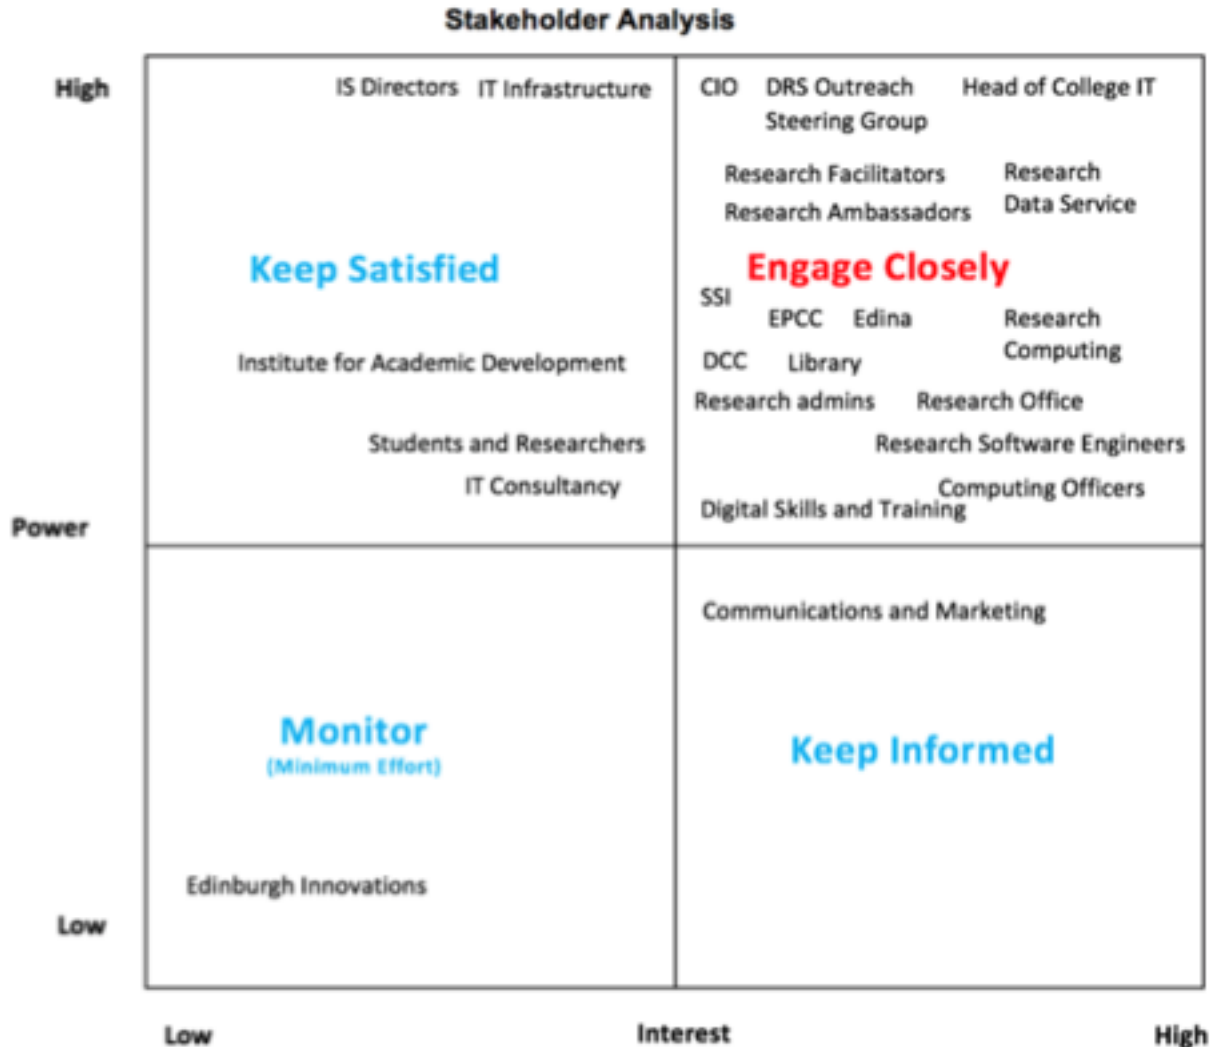 Stakeholder Analysis
High
IS Directors
IT Infrastructure
CIO
DRS Outreach
Steering Group
Head of College IT
Research Facilitators
Research
Data Service
Research Ambassadors
Keep Satisfied
Engage Closely
SSI
EPCC
Edina
Research
Computing
Institute for Academic Development
DCC
Library
Research admins
Research Office
Students and Researchers
Research Software Engineers
IT Consultancy
Computing Officers
Digital Skills and Training
Power
Communications and Marketing
Monitor
(Minimum Effort)
Keep Informed
Edinburgh Innovations
Low
Low
Interest
High